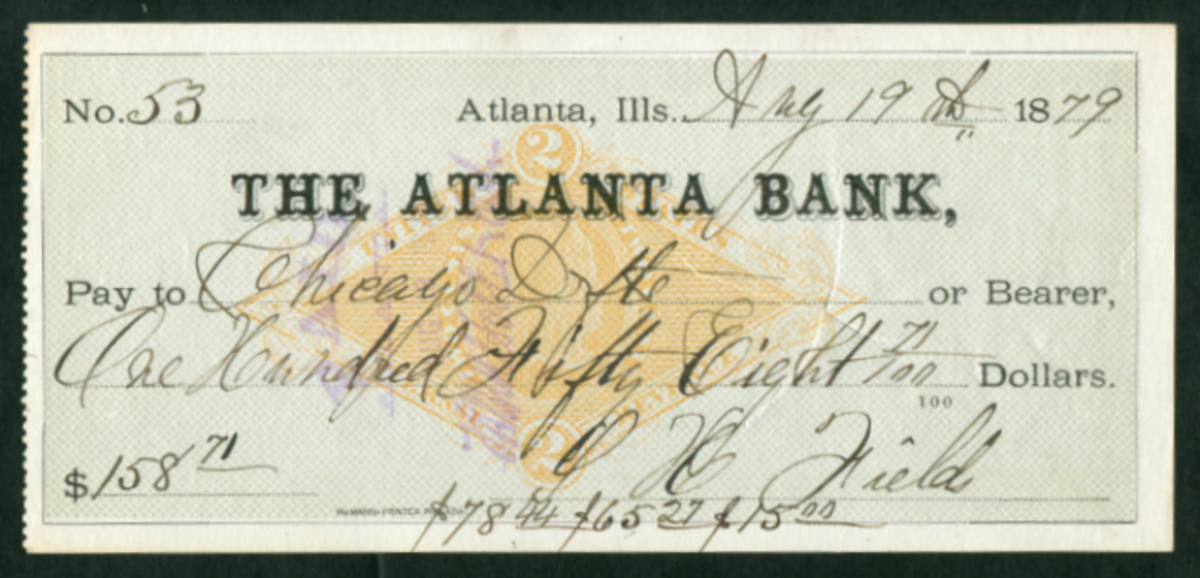 No. 53 Atlanta, Ills. Aug 19th 1879
THE ATLANTA BANK,
Pay to Chicago Dfts or Bearer,
One Hundred Fifty Eight 71/100 Dollars.
100
$158 71 H Field
$78 44 $65 27 $15 00